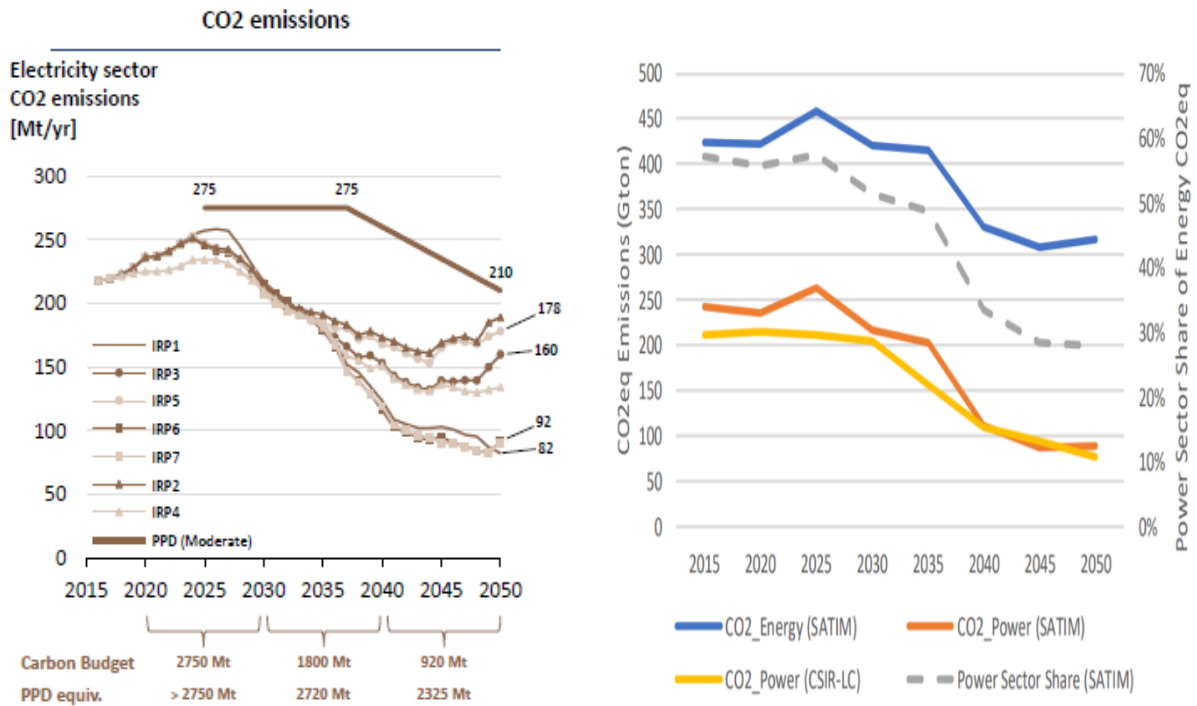 CO2 emissions
Electricity sector
CO2 emissions
[Mt/yr]
300
250
200
150
100
50
0
275
275
210
178
160
92
82
IRP1
IRP3
IRP5
IRP6
IRP7
IRP2
IRP4
PPD (Moderate)
2015 2020 2025 2030 2035 2040 2045 2050
Carbon Budget 2750 Mt 1800 Mt 920 Mt
PPD equiv. > 2750 Mt 2720 Mt 2325 Mt
CO2eq Emissions (Gton)
500
450
400
350
300
250
200
150
100
50
0
70%
60%
50%
40%
30%
20%
10%
0%
Power Sector Share of Energy CO2eq
2015 2020 2025 2030 2035 2040 2045 2050
CO2_Energy (SATIM) CO2_Power (SATIM)
CO2_Power (CSIR-LC) Power Sector Share (SATIM)